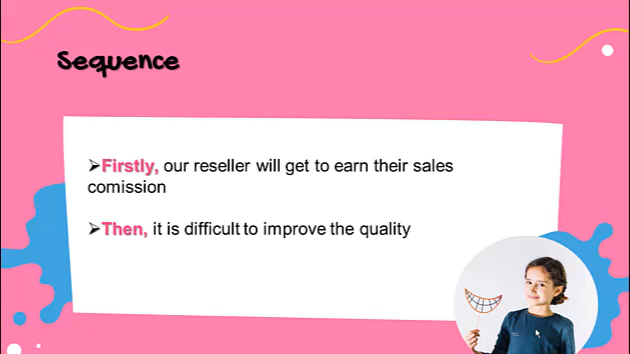 Sequence
➢Firstly, our reseller will get to earn their sales
comission
➢Then, it is difficult to improve the quality